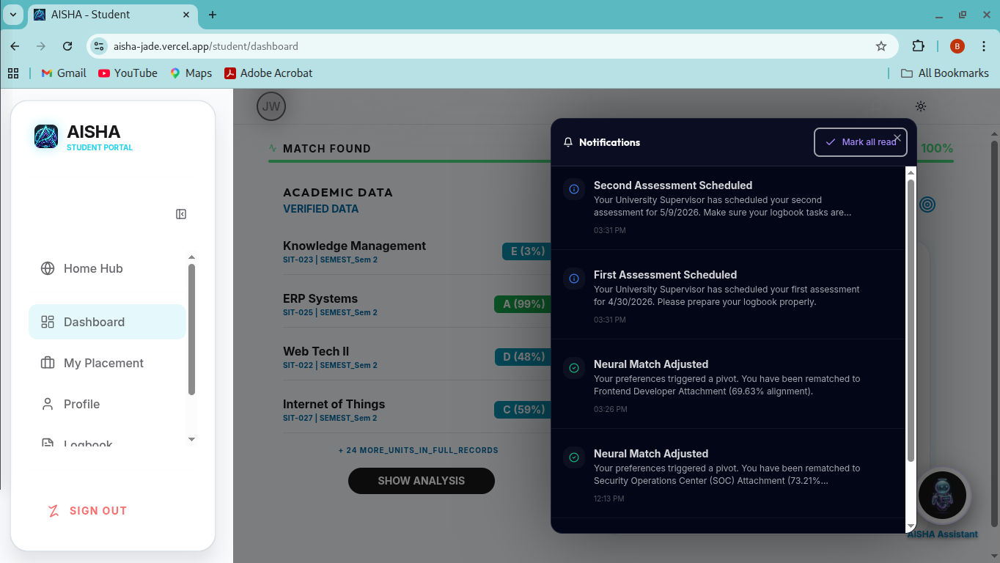 AISHA - Student
aisha-jade.vercel.app/student/dashboard
B
Gmail
YouTube
Maps
Adobe Acrobat
All Bookmarks
AISHA
STUDENT PORTAL
Home Hub
Dashboard
My Placement
Profile
Logbook
SIGN OUT
JW
MATCH FOUND
100%
ACADEMIC DATA
VERIFIED DATA
Knowledge Management
E (3%)
SIT-023 | SEMEST_Sem 2
ERP Systems
A (99%)
SIT-025 | SEMEST_Sem 2
Web Tech II
D (48%)
SIT-022 | SEMEST_Sem 2
Internet of Things
C (59%)
SIT-027 | SEMEST_Sem 2
+ 24 MORE_UNITS_IN_FULL_RECORDS
SHOW ANALYSIS
Notifications
Mark all read
Second Assessment Scheduled
Your University Supervisor has scheduled your second
assessment for 5/9/2026. Make sure your logbook tasks are...
03:31 PM
First Assessment Scheduled
Your University Supervisor has scheduled your first assessment
for 4/30/2026. Please prepare your logbook properly.
03:31 PM
Neural Match Adjusted
Your preferences triggered a pivot. You have been rematched to
Frontend Developer Attachment (69.63% alignment).
03:26 PM
Neural Match Adjusted
Your preferences triggered a pivot. You have been rematched to
Security Operations Center (SOC) Attachment (73.21%...
12:13 PM
AISHA Assistant